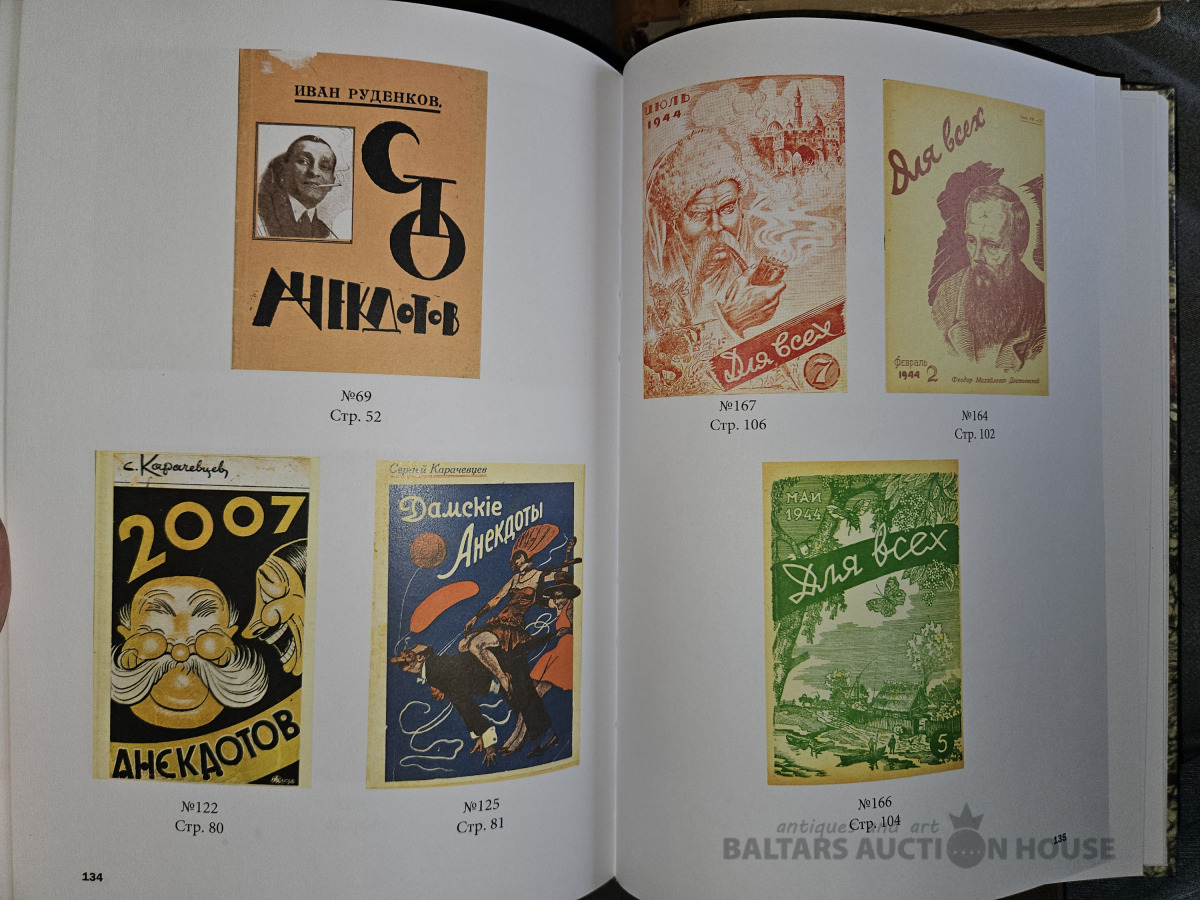 ИВАН РУДЕНКОВ.
СТО
АНЕКДОТОВ
№69
Стр. 52
С. Карачевцев
2007
АНЕКДОТОВ
№122
Стр. 80
Сергей Карачевцев
Дамскіе
Анекдоты
№125
Стр. 81
134
ИЮЛЬ
1944
Для всех
7
№167
Стр. 106
Для всех
Февраль
1944 2
Федор Михайлович Достоевский
№164
Стр. 102
МАЙ
1944
Для всех
5
№166
Стр. 104
135
antiques and art
BALTARS AUCTION HOUSE